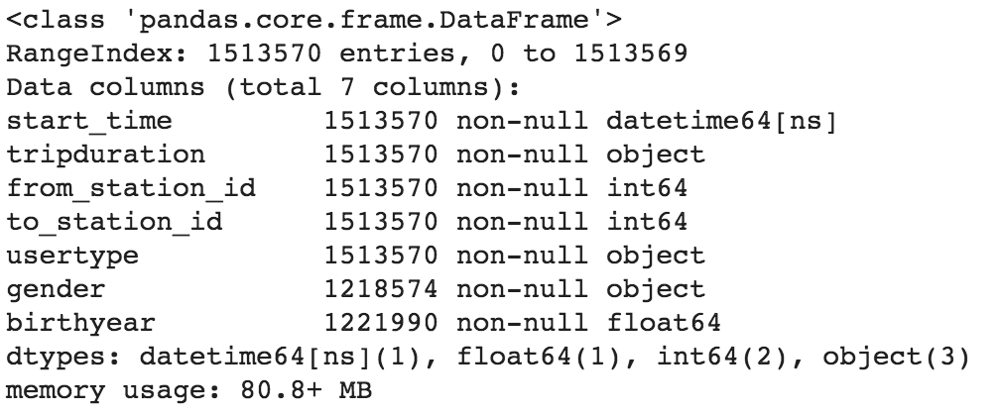 <class 'pandas.core.frame.DataFrame'>
RangeIndex: 1513570 entries, 0 to 1513569
Data columns (total 7 columns):
start_time         1513570 non-null datetime64[ns]
tripduration       1513570 non-null object
from_station_id    1513570 non-null int64
to_station_id      1513570 non-null int64
usertype           1513570 non-null object
gender             1218574 non-null object
birthyear          1221990 non-null float64
dtypes: datetime64[ns](1), float64(1), int64(2), object(3)
memory usage: 80.8+ MB